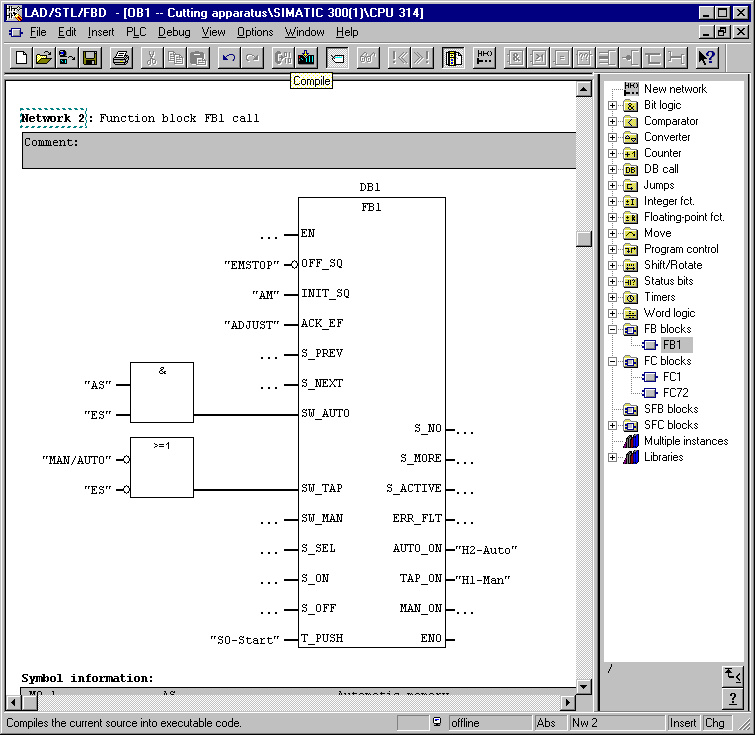 LAD/STL/FBD - [OB1 -- Cutting apparatus\SIMATIC 300(1)\CPU 314]
File Edit Insert PLC Debug View Options Window Help
Compile
Network 2: Function block FB1 call
Comment:
DB1
FB1
... EN
"EMSTOP" OFF_SQ
"AM" INIT_SQ
"ADJUST" ACK_EF
... S_PREV
&
"AS" ... S_NEXT
"ES" SW_AUTO
S_NO ...
>=1
"MAN/AUTO" S_MORE ...
"ES" SW_TAP S_ACTIVE ...
... SW_MAN ERR_FLT ...
... S_SEL AUTO_ON "H2-Auto"
... S_ON TAP_ON "H1-Man"
... S_OFF MAN_ON ...
"S0-Start" T_PUSH ENO
Symbol information:
M0.1 AS Automatic memory
New network
Bit logic
Comparator
Converter
Counter
DB call
Jumps
Integer fct.
Floating-point fct.
Move
Program control
Shift/Rotate
Status bits
Timers
Word logic
FB blocks
FB1
FC blocks
FC1
FC72
SFB blocks
SFC blocks
Multiple instances
Libraries
Compiles the current source into executable code. offline Abs Nw 2 Insert Chg